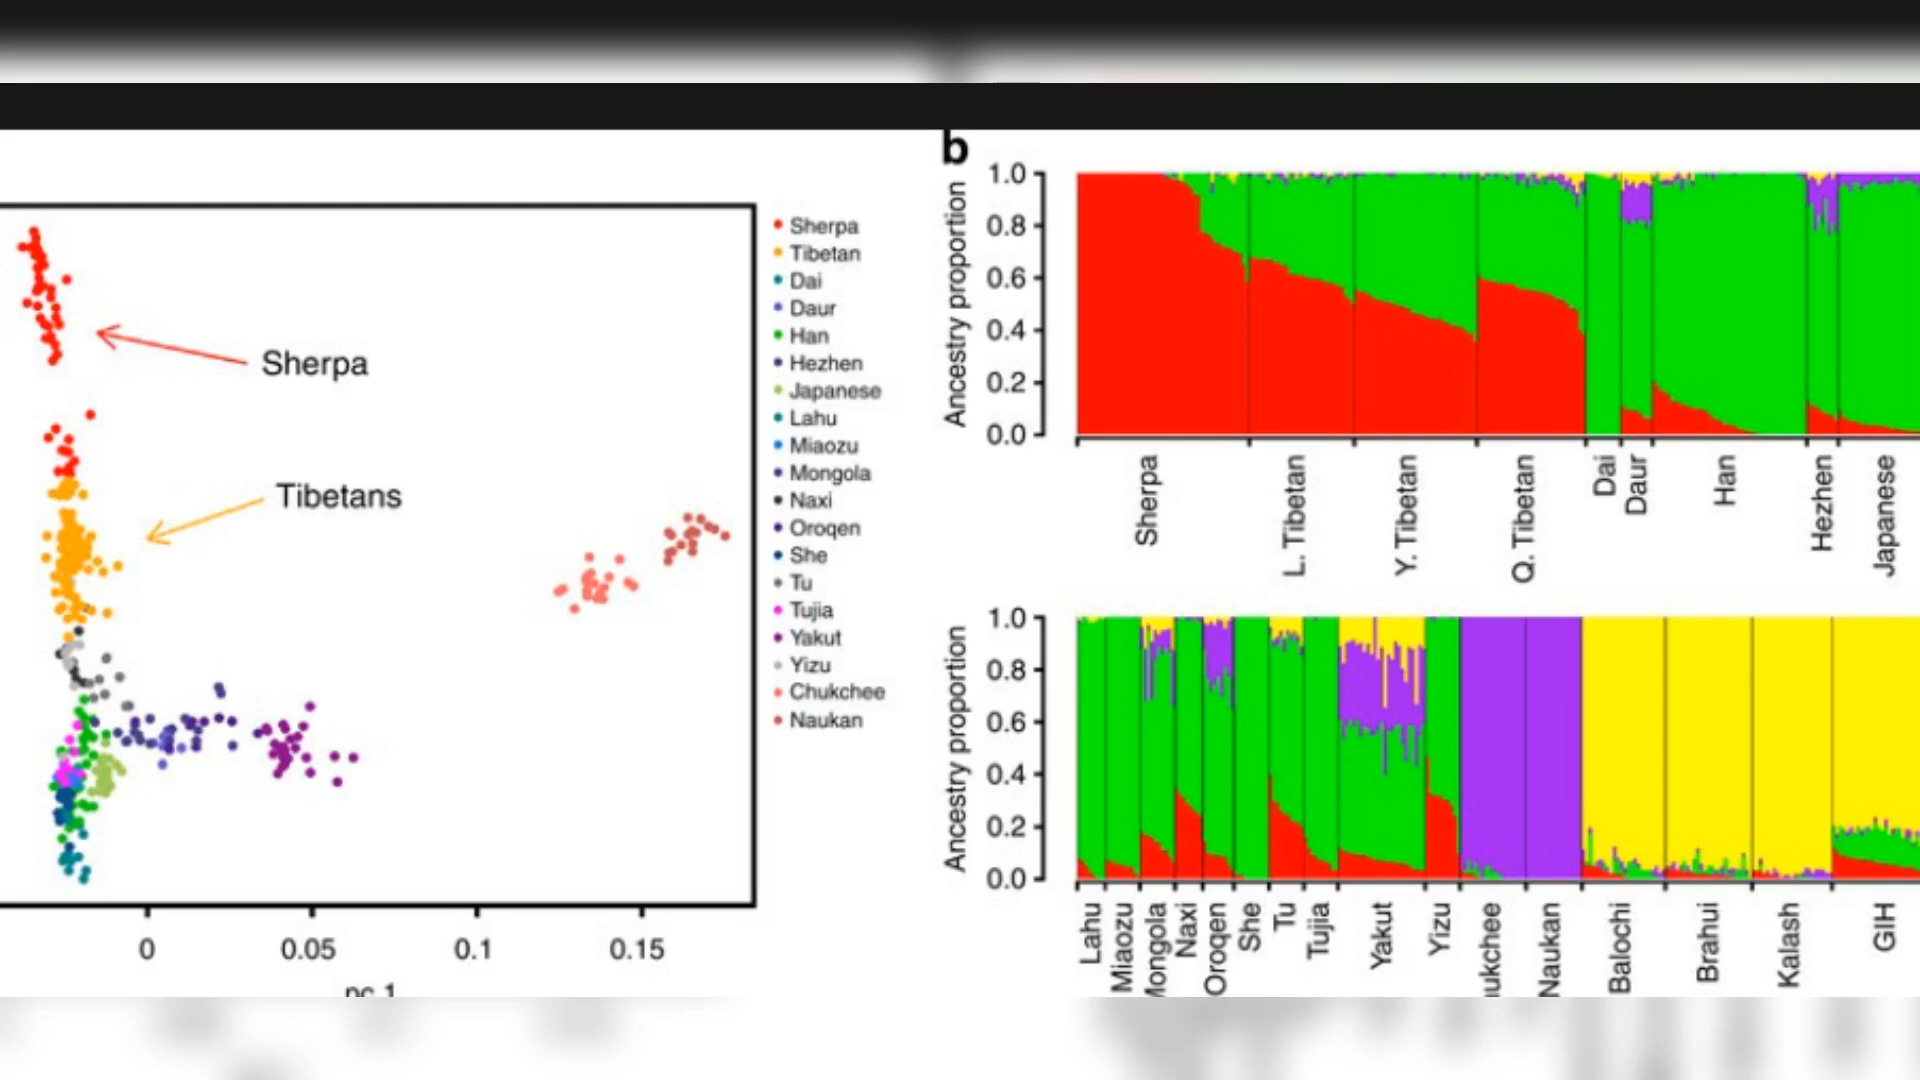 b
Sherpa
Tibetans
Sherpa
Tibetan
Dai
Daur
Han
Hezhen
Japanese
Lahu
Miaozu
Mongola
Naxi
Oroqen
She
Tu
Tujia
Yakut
Yizu
Chukchee
Naukan
0
0.05
0.1
0.15
pc 1
Ancestry proportion
1.0
0.8
0.6
0.4
0.2
0.0
Sherpa
L. Tibetan
Y. Tibetan
Q. Tibetan
Dai
Daur
Han
Hezhen
Japanese
Ancestry proportion
1.0
0.8
0.6
0.4
0.2
0.0
Lahu
Miaozu
Mongola
Naxi
Oroqen
She
Tu
Tujia
Yakut
Yizu
ukchee
Naukan
Balochi
Brahui
Kalash
GIH